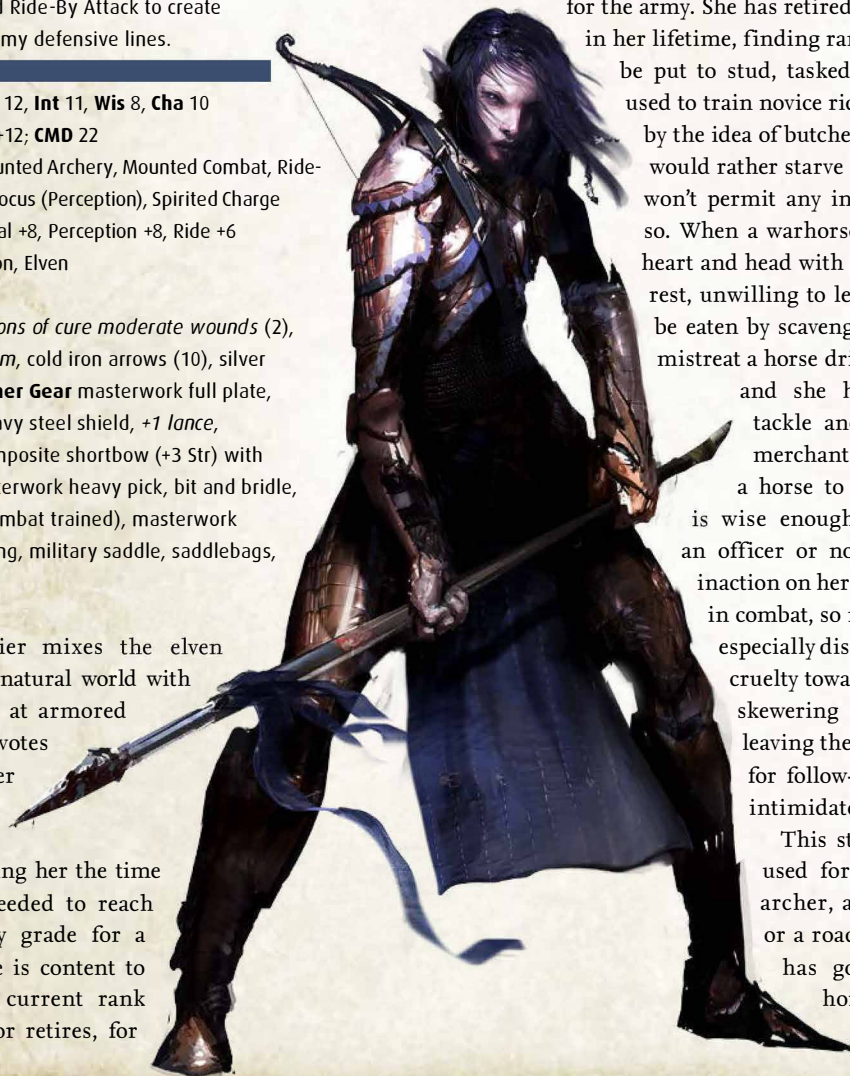 Ride-By Attack to create
my defensive lines.
12, Int 11, Wis 8, Cha 10
+12; CMD 22
unted Archery, Mounted Combat, Ride-
ocus (Perception), Spirited Charge
al +8, Perception +8, Ride +6
on, Elven
ons of cure moderate wounds (2),
m, cold iron arrows (10), silver
her Gear masterwork full plate,
avy steel shield, +1 lance,
mposite shortbow (+3 Str) with
terwork heavy pick, bit and bridle,
mbat trained), masterwork
ng, military saddle, saddlebags,
ier mixes the elven
natural world with
at armored
votes
er
ing her the time
eeded to reach
y grade for a
e is content to
current rank
or retires, for
for the army. She has retired
in her lifetime, finding ran
be put to stud, tasked
used to train novice ric
by the idea of butche
would rather starve
won't permit any in
so. When a warhorse
heart and head with
rest, unwilling to le
be eaten by scaveng
mistreat a horse dri
and she h
tackle and
merchant
a horse to
is wise enough
an officer or no
inaction on her
in combat, so
especially dis
cruelty towa
skewering
leaving the
for follow-
intimidate
This st
used for
archer, a
or a road
has go
hor